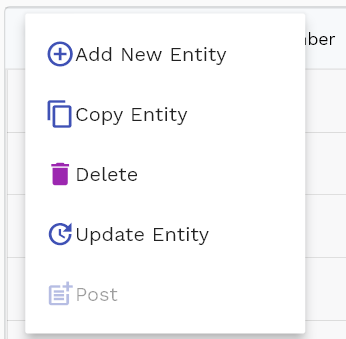 Add New Entity
Copy Entity
Delete
Update Entity
Post